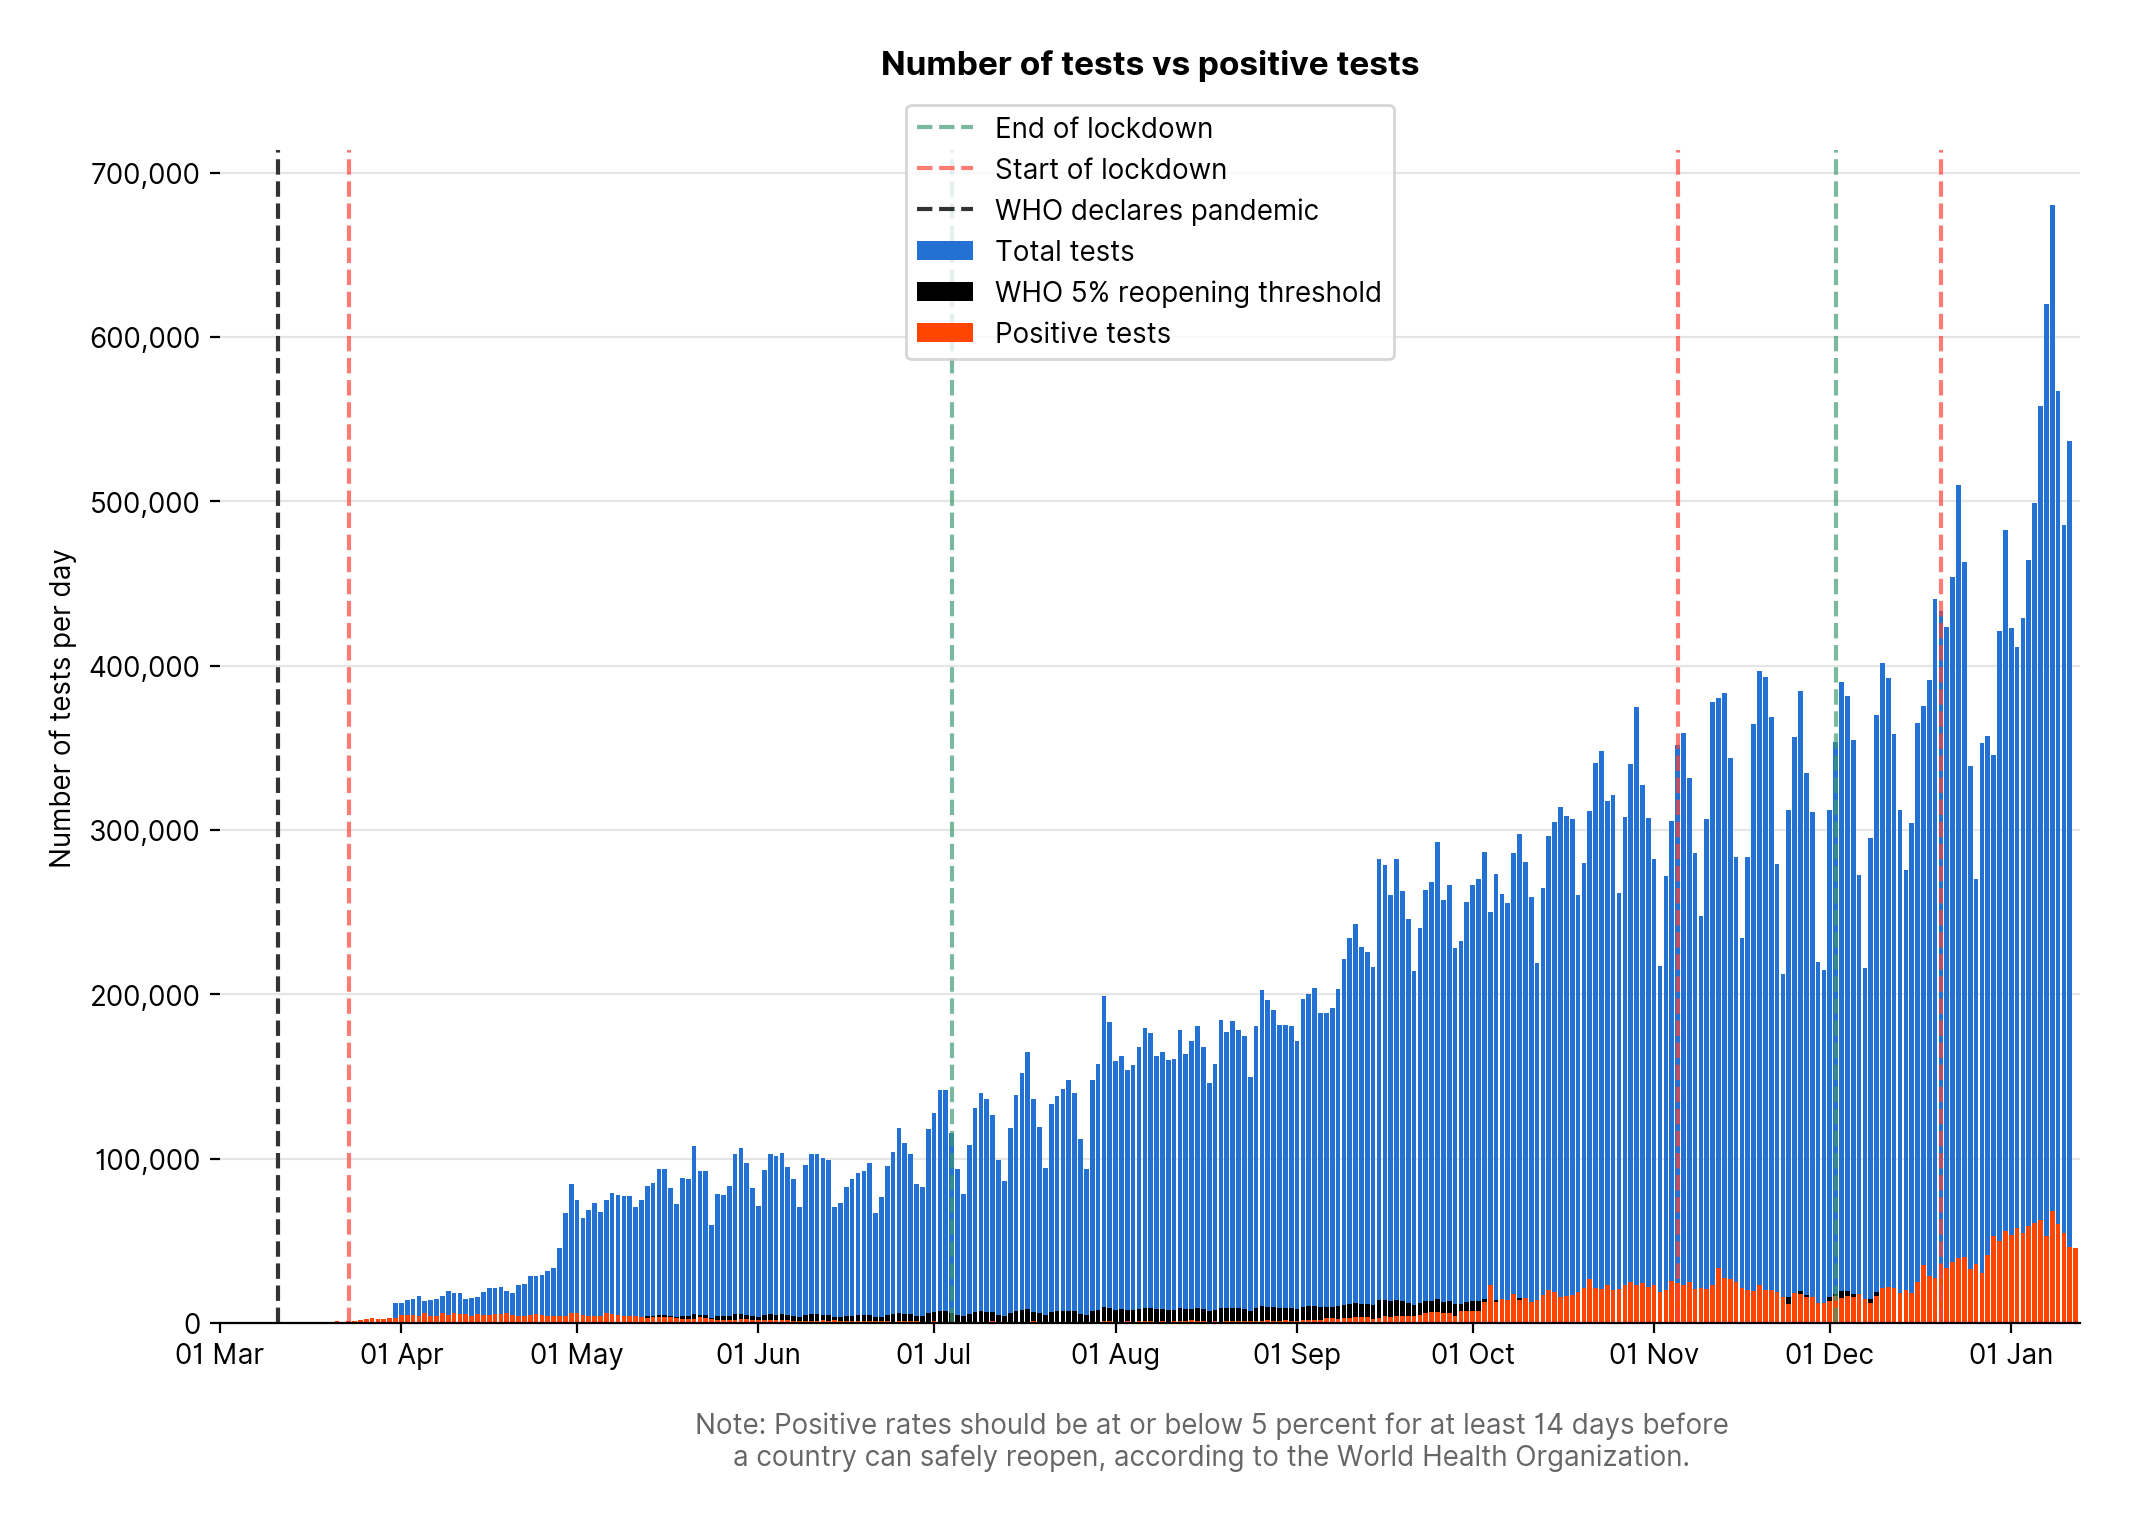 Number of tests vs positive tests
End of lockdown
Start of lockdown
WHO declares pandemic
Total tests
WHO 5% reopening threshold
Positive tests
Number of tests per day
700,000
600,000
500,000
400,000
300,000
200,000
100,000
0
01 Mar 01 Apr 01 May 01 Jun 01 Jul 01 Aug 01 Sep 01 Oct 01 Nov 01 Dec 01 Jan
Note: Positive rates should be at or below 5 percent for at least 14 days before
a country can safely reopen, according to the World Health Organization.